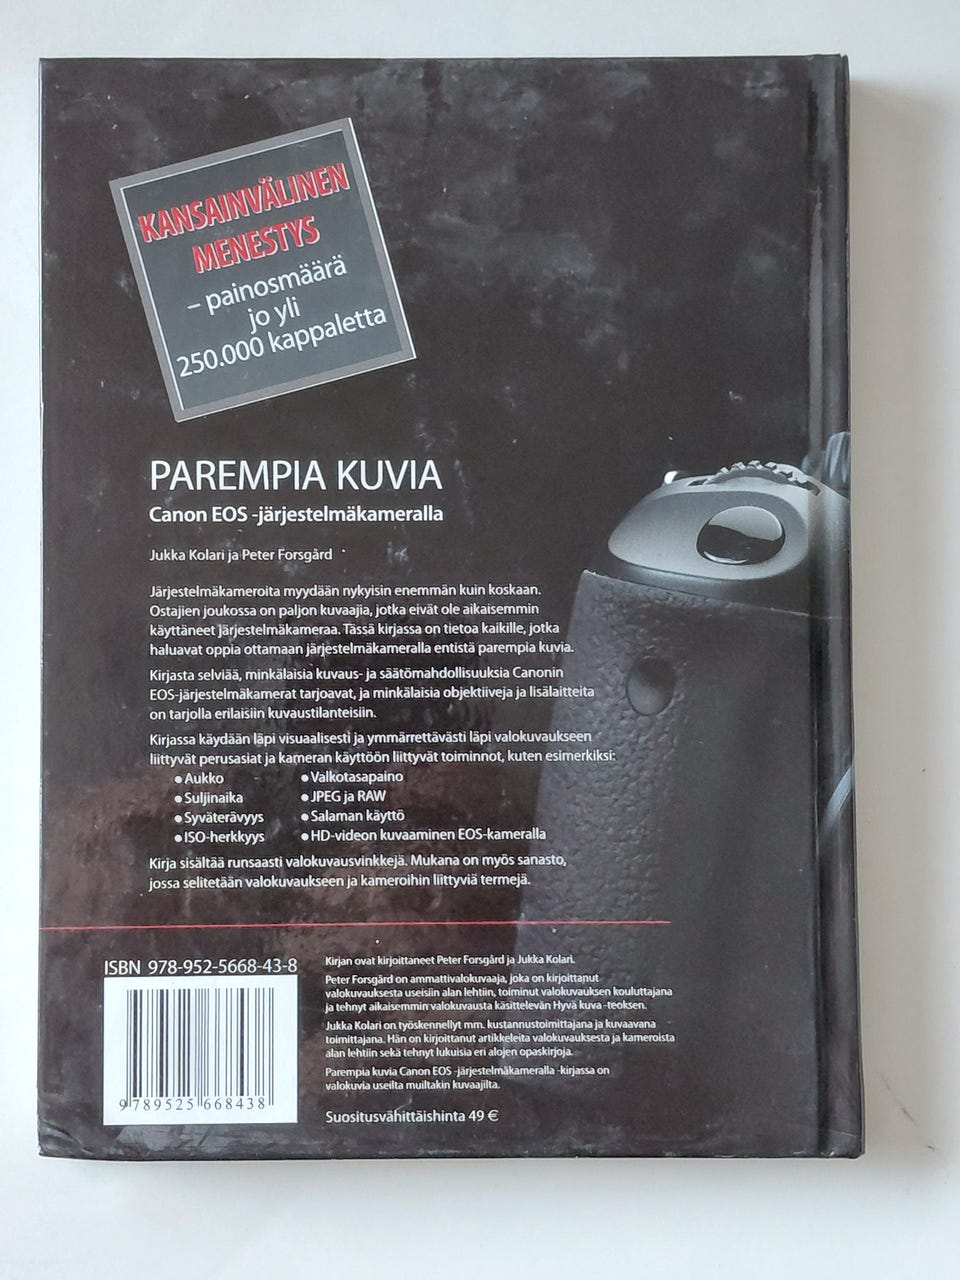 KANSAINVÄLINEN
MENESTYS
– painosmäärä
jo yli
250.000 kappaletta
PAREMPIA KUVIA
Canon EOS -järjestelmäkameralla
Jukka Kolari ja Peter Forsgård
Järjestelmäkameroita myydään nykyisin enemmän kuin koskaan.
Ostajien joukossa on paljon kuvaajia, jotka eivät ole aikaisemmin
käyttäneet järjestelmäkameraa. Tässä kirjassa on tietoa kaikille, jotka
haluavat oppia ottamaan järjestelmäkameralla entistä parempia kuvia.
Kirjasta selviää, minkälaisia kuvaus- ja säätömahdollisuuksia Canonin
EOS-järjestelmäkamerat tarjoavat, ja minkälaisia objektiiveja ja lisälaitteita
on tarjolla erilaisiin kuvaustilanteisiin.
Kirjassa käydään läpi visuaalisesti ja ymmärrettävästi läpi valokuvaukseen
liittyvät perusasiat ja kameran käyttöön liittyvät toiminnot, kuten esimerkiksi:
● Aukko ● Valkotasapaino
● Suljinaika ● JPEG ja RAW
● Syväterävyys ● Salaman käyttö
● ISO-herkkyys ● HD-videon kuvaaminen EOS-kameralla
Kirja sisältää runsaasti valokuvausvinkkejä. Mukana on myös sanasto,
jossa selitetään valokuvaukseen ja kameroihin liittyviä termejä.
ISBN 978-952-5668-43-8
9 789525 668438
Kirjan ovat kirjoittaneet Peter Forsgård ja Jukka Kolari.
Peter Forsgård on ammattivalokuvaaja, joka on kirjoittanut
valokuvauksesta useisiin alan lehtiin, toiminut valokuvauksen kouluttajana
ja tehnyt aikaisemmin valokuvausta käsittelevän Hyvä kuva -teoksen.
Jukka Kolari on työskennellyt mm. kustannustoimittajana ja kuvaavana
toimittajana. Hän on kirjoittanut artikkeleita valokuvauksesta ja kameroista
alan lehtiin sekä tehnyt lukuisia eri alojen opaskirjoja.
Parempia kuvia Canon EOS -järjestelmäkameralla -kirjassa on
valokuvia useilta muiltakin kuvaajilta.
Suositusvähittäishinta 49 €